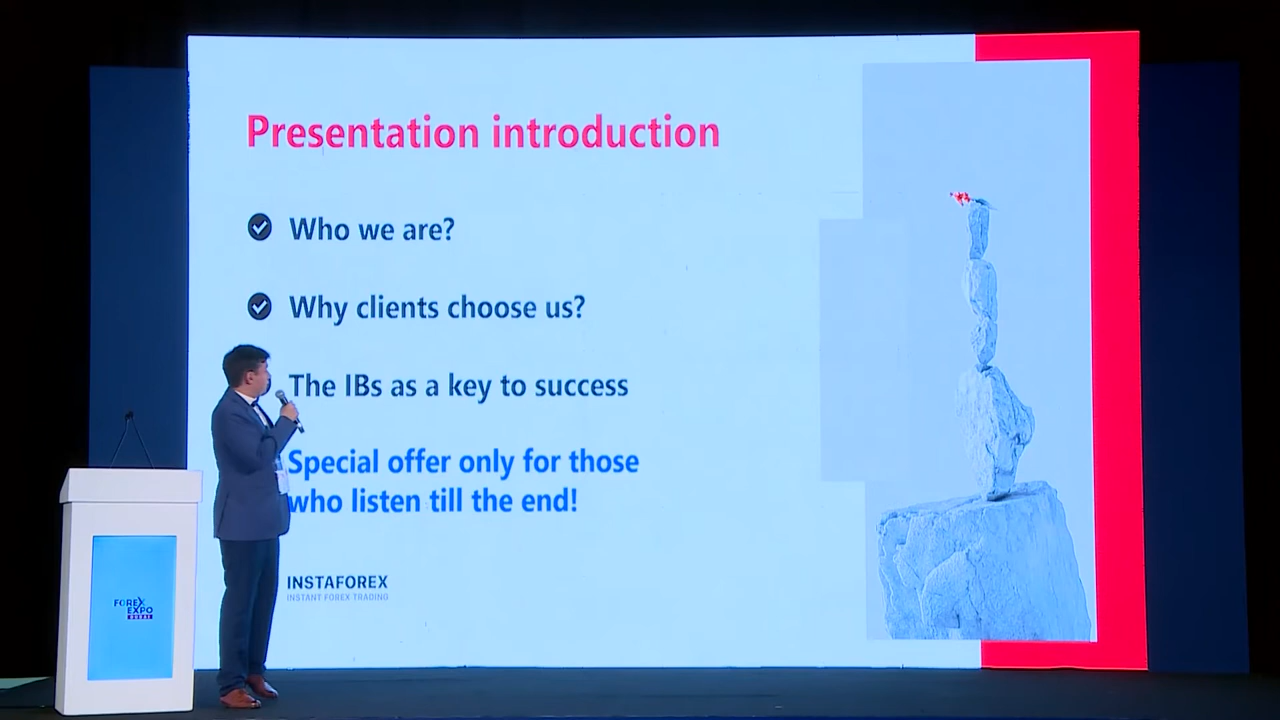 Presentation introduction
Who we are?
Why clients choose us?
The IBs as a key to success
Special offer only for those
who listen till the end!
INSTAFOREX
INSTANT FOREX TRADING
FOREX
EXPO
DUBAI